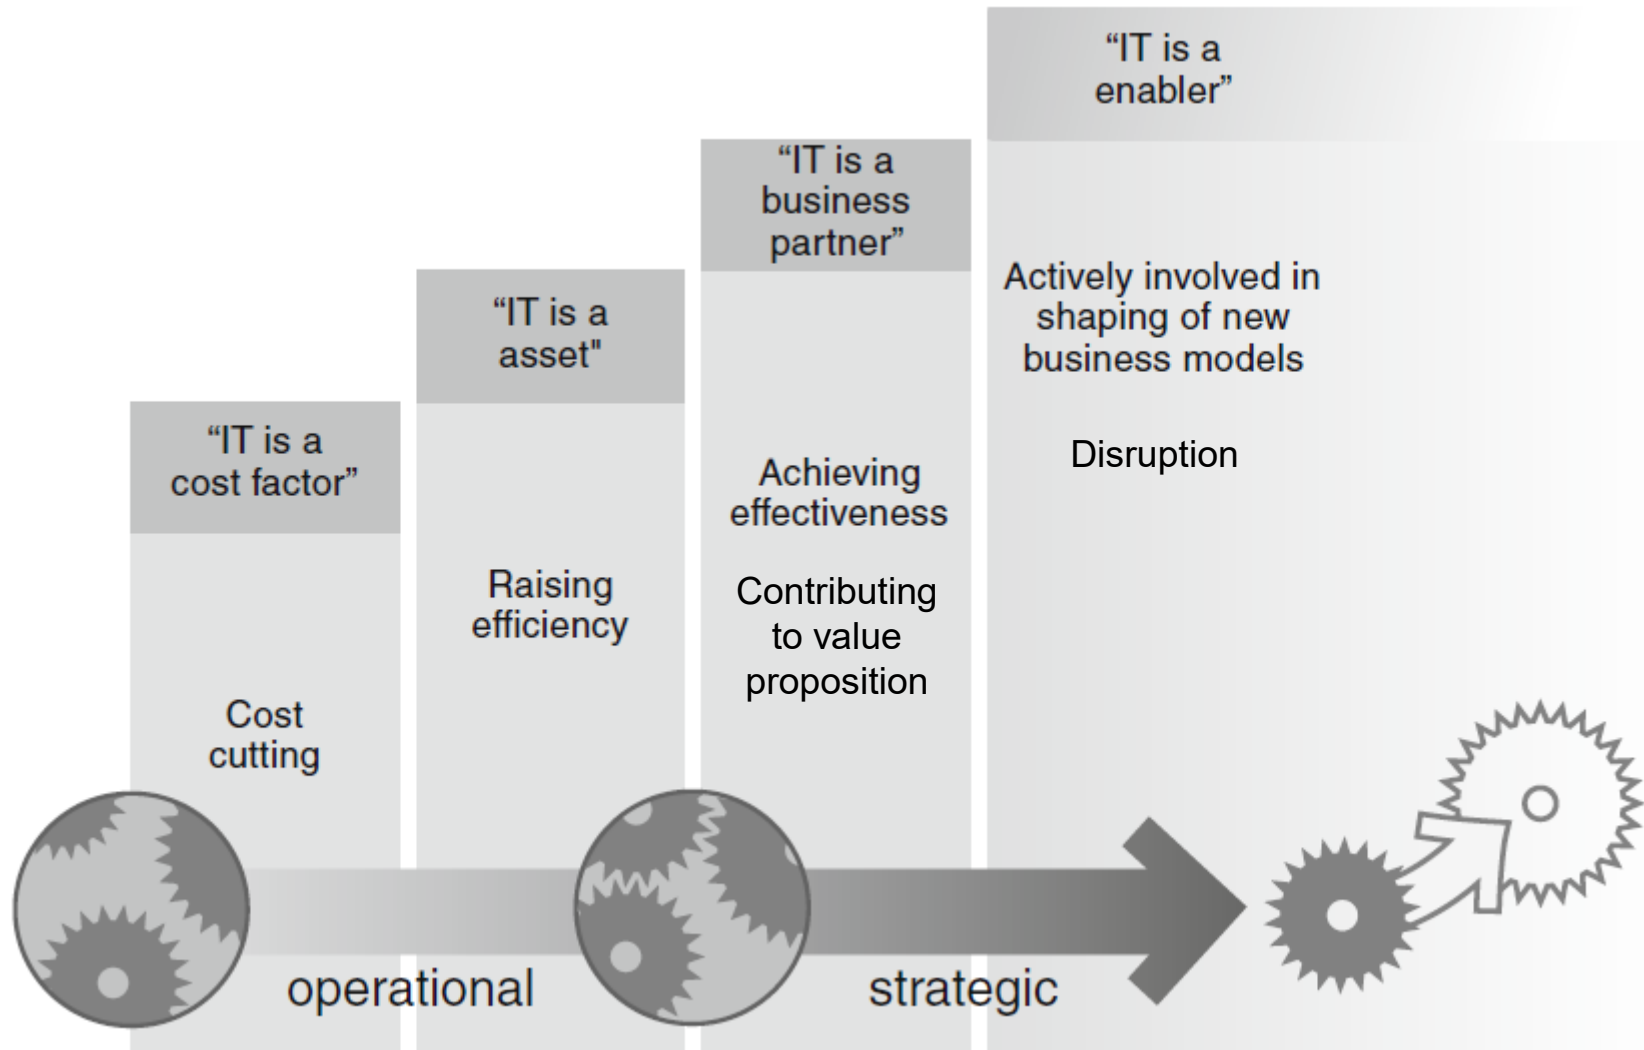 “IT is a
cost factor”
Cost
cutting
“IT is a
asset"
Raising
efficiency
“IT is a
business
partner”
Achieving
effectiveness
Contributing
to value
proposition
“IT is a
enabler”
Actively involved in
shaping of new
business models
Disruption
operational
strategic